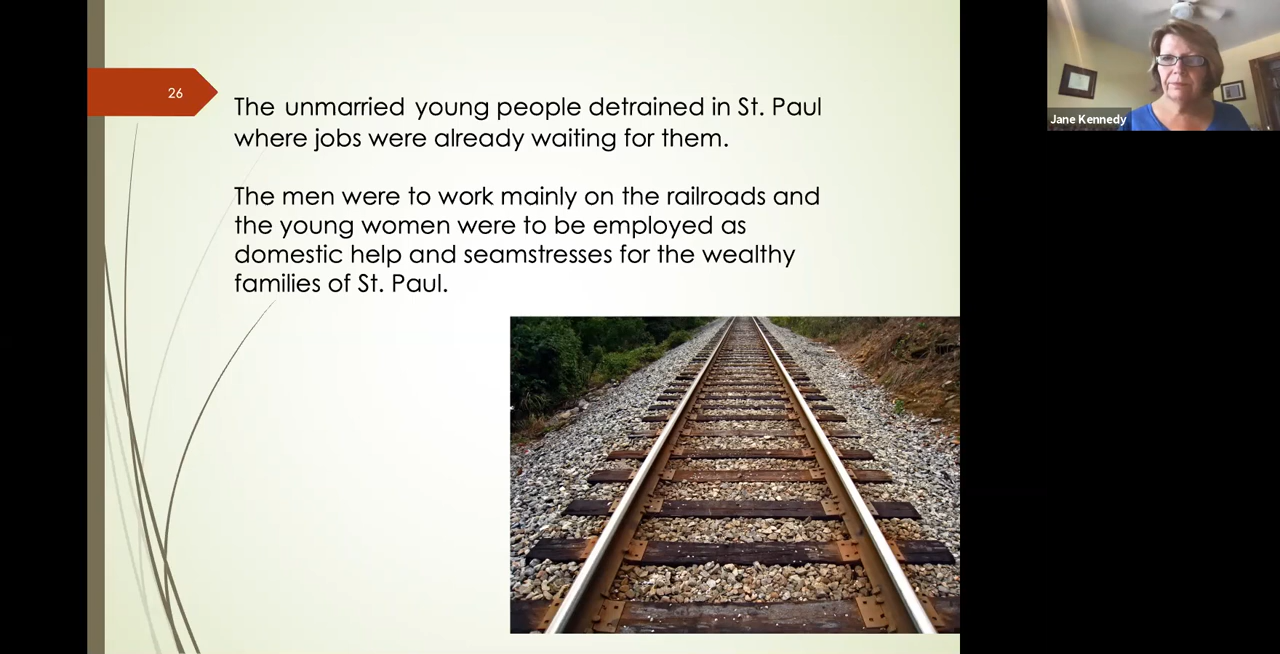 26
The unmarried young people detrained in St. Paul
where jobs were already waiting for them.
The men were to work mainly on the railroads and
the young women were to be employed as
domestic help and seamstresses for the wealthy
families of St. Paul.
Jane Kennedy